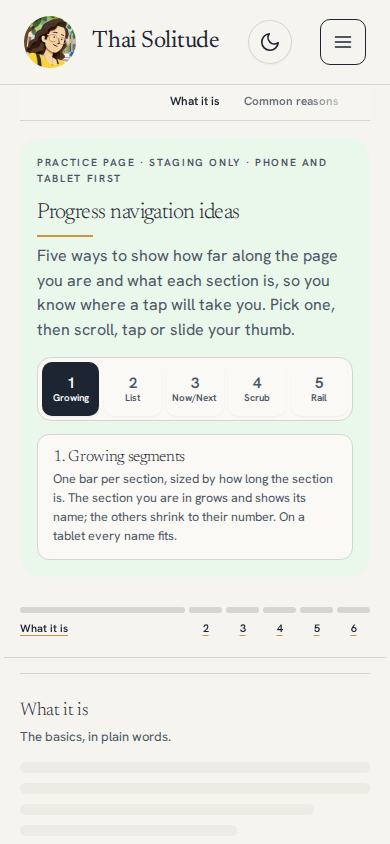 Thai Solitude
What it is
Common reasons
PRACTICE PAGE · STAGING ONLY · PHONE AND
TABLET FIRST
Progress navigation ideas
Five ways to show how far along the page
you are and what each section is, so you
know where a tap will take you. Pick one,
then scroll, tap or slide your thumb.
1 2 3 4 5
Growing List Now/Next Scrub Rail
1. Growing segments
One bar per section, sized by how long the section
is. The section you are in grows and shows its
name; the others shrink to their number. On a
tablet every name fits.
What it is 2 3 4 5 6
What it is
The basics, in plain words.